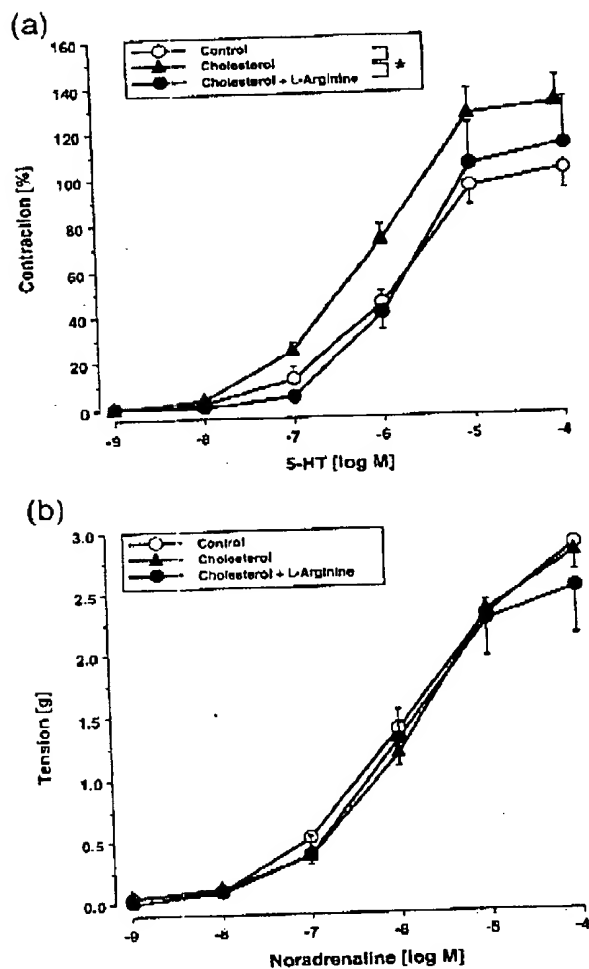 (a)
160
140
120
100
80
60
40
20
0
Contraction [%]
Control
Cholesterol
Cholesterol + L-Arginine
*
-9 -8 -7 -6 -5 -4
5-HT [log M]
(b)
3.0
2.5
2.0
1.5
1.0
0.5
0.0
Tension [g]
Control
Cholesterol
Cholesterol + L-Arginine
-9 -8 -7 -6 -5 -4
Noradrenaline [log M]